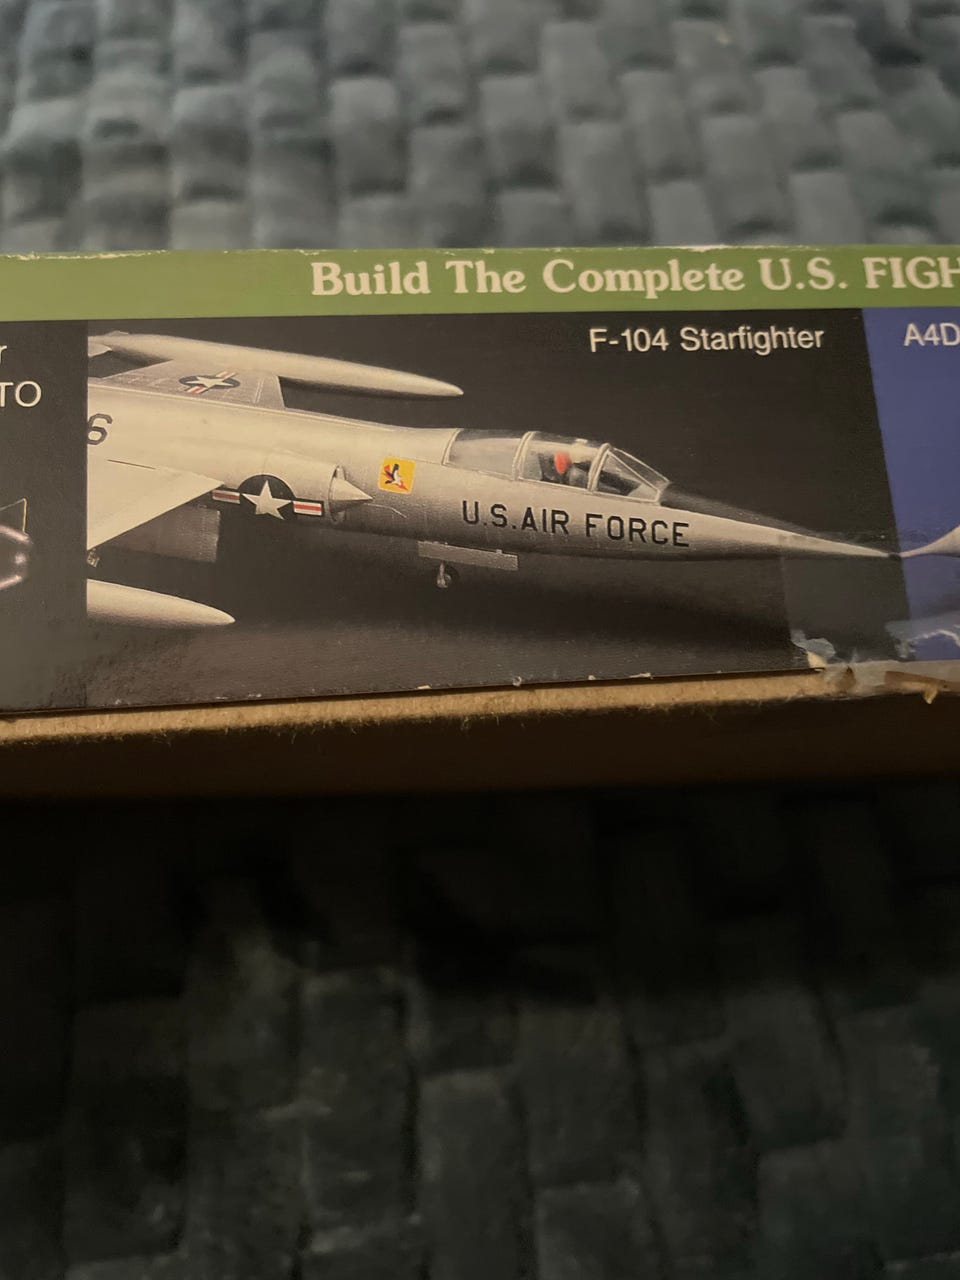 Build The Complete U.S. FIGH
F-104 Starfighter
A4D
r
TO
6
U.S.AIR FORCE